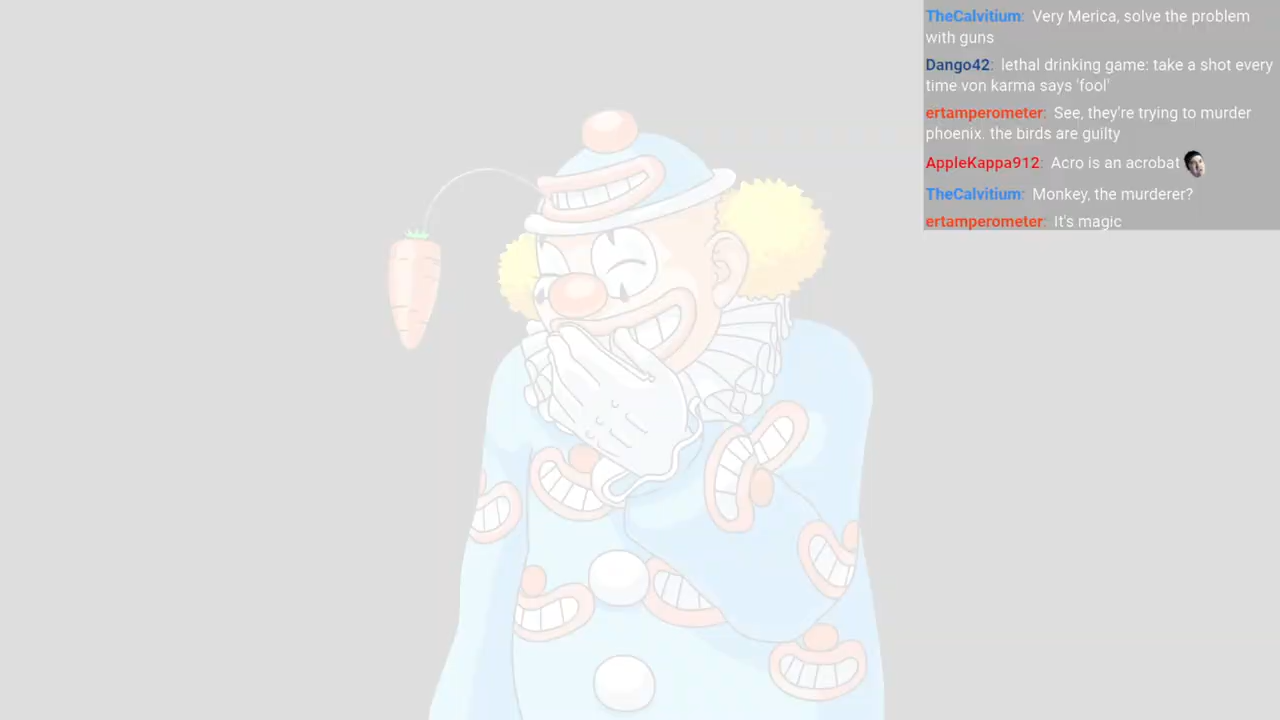 TheCalvitium: Very Merica, solve the problem
with guns
Dango42: lethal drinking game: take a shot every
time von karma says 'fool'
ertamperometer: See, they're trying to murder
phoenix. the birds are guilty
AppleKappa912: Acro is an acrobat
TheCalvitium: Monkey, the murderer?
ertamperometer: It's magic